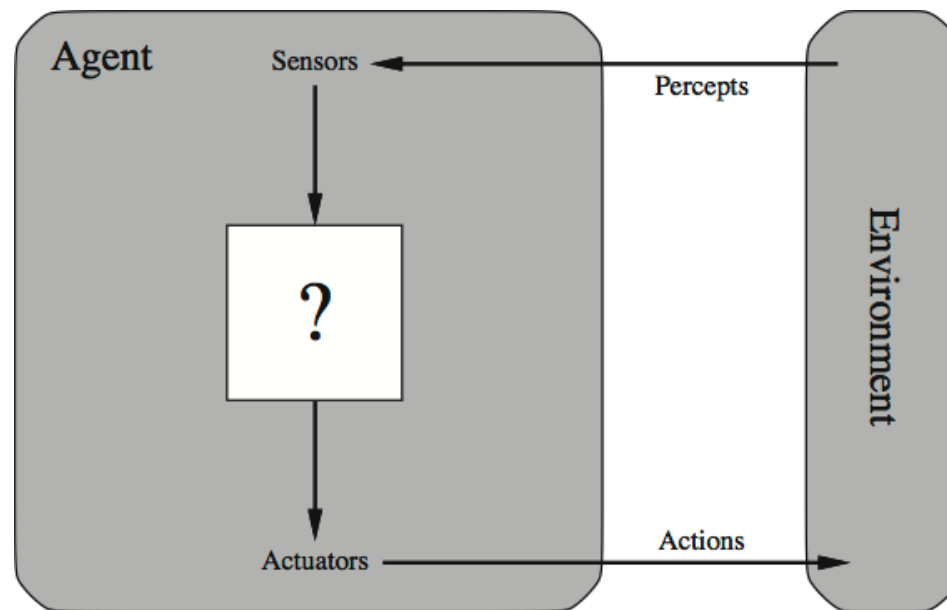 Agent
Sensors
Percepts
?
Environment
Actuators
Actions